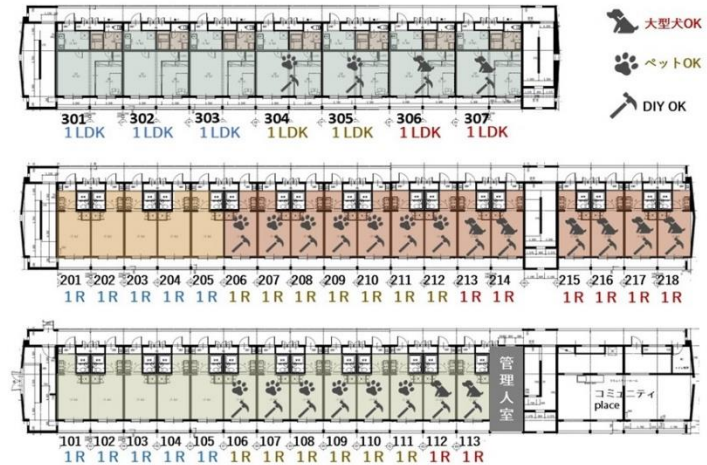 大型犬OK
ペットOK
DIY OK
301 302 303 304 305 306 307
1LDK 1LDK 1LDK 1LDK 1LDK 1LDK 1LDK
201 202 203 204 205 206 207 208 209 210 211 212 213 214 215 216 217 218
1R 1R 1R 1R 1R 1R 1R 1R 1R 1R 1R 1R 1R 1R 1R 1R 1R 1R
管理人室
コミュニティ
place
101 102 103 104 105 106 107 108 109 110 111 112 113
1R 1R 1R 1R 1R 1R 1R 1R 1R 1R 1R 1R 1R